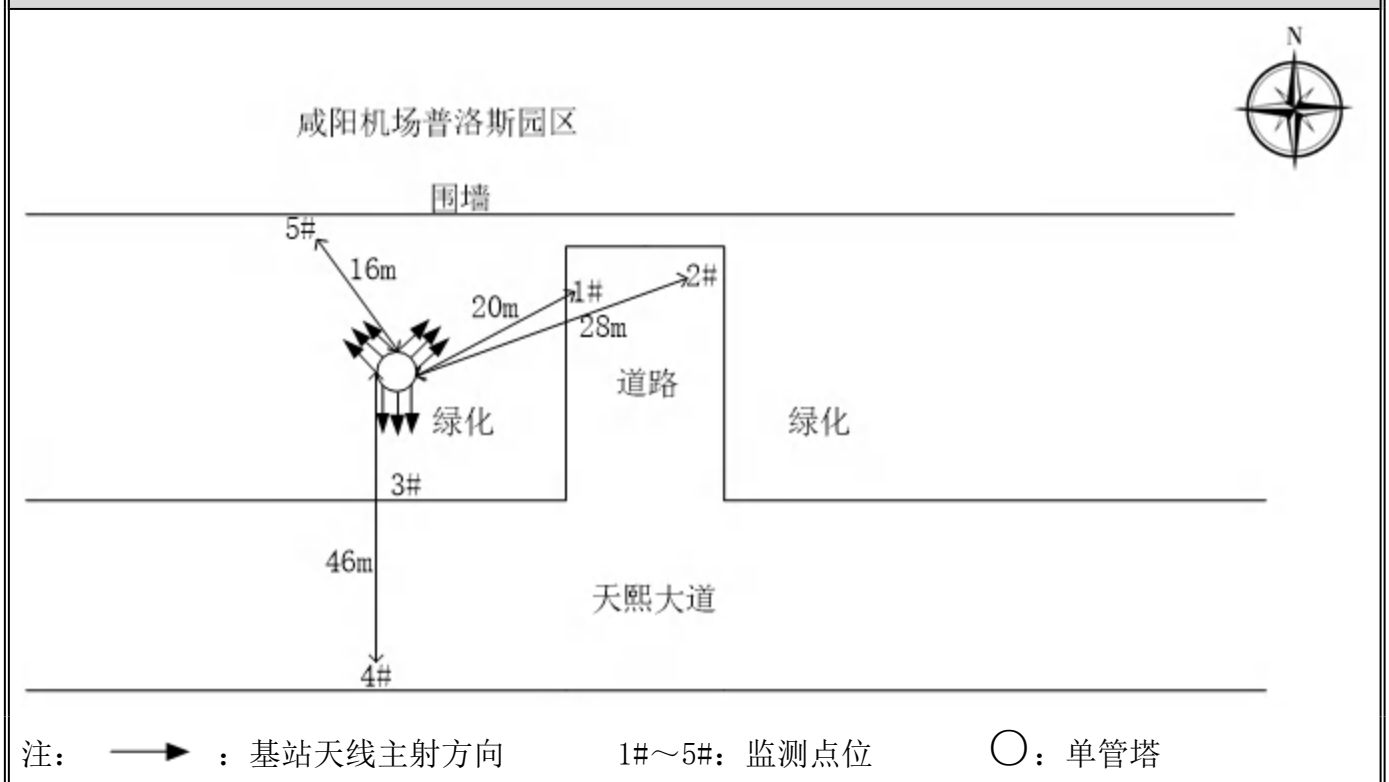 N
咸阳机场普洛斯园区
围墙
5#
16m
2#
1#
20m
28m
道路
绿化
绿化
3#
46m
天熙大道
4#
注： ：基站天线主射方向 1#～5#：监测点位 ○：单管塔